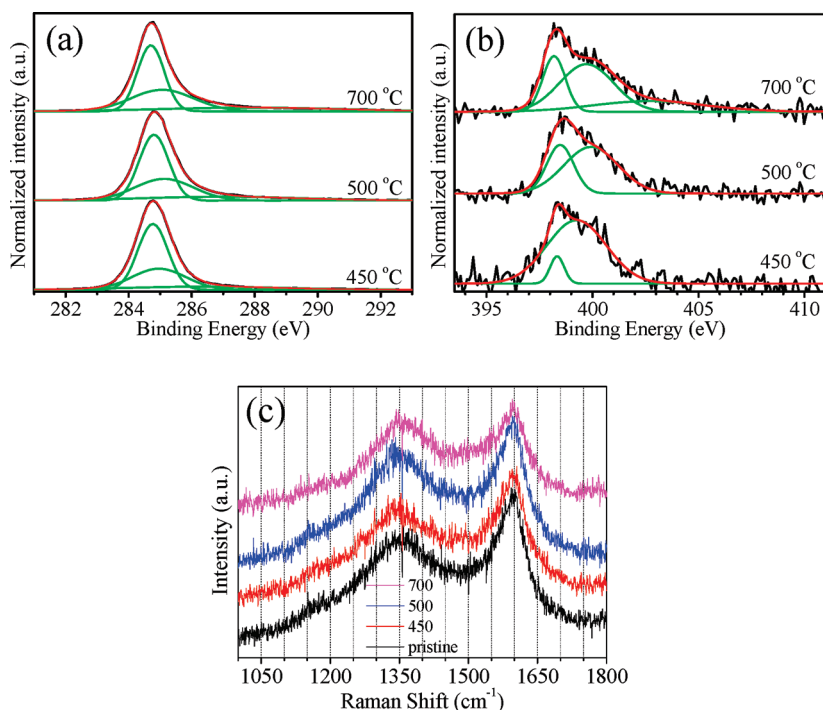 (a)
Normalized intensity (a.u.)
700 °C
500 °C
450 °C
282 284 286 288 290 292
Binding Energy (eV)
(b)
Normalized intensity (a.u.)
700 °C
500 °C
450 °C
395 400 405 410
Binding Energy (eV)
(c)
Intensity (a.u.)
700
500
450
pristine
1050 1200 1350 1500 1650 1800
Raman Shift (cm⁻¹)